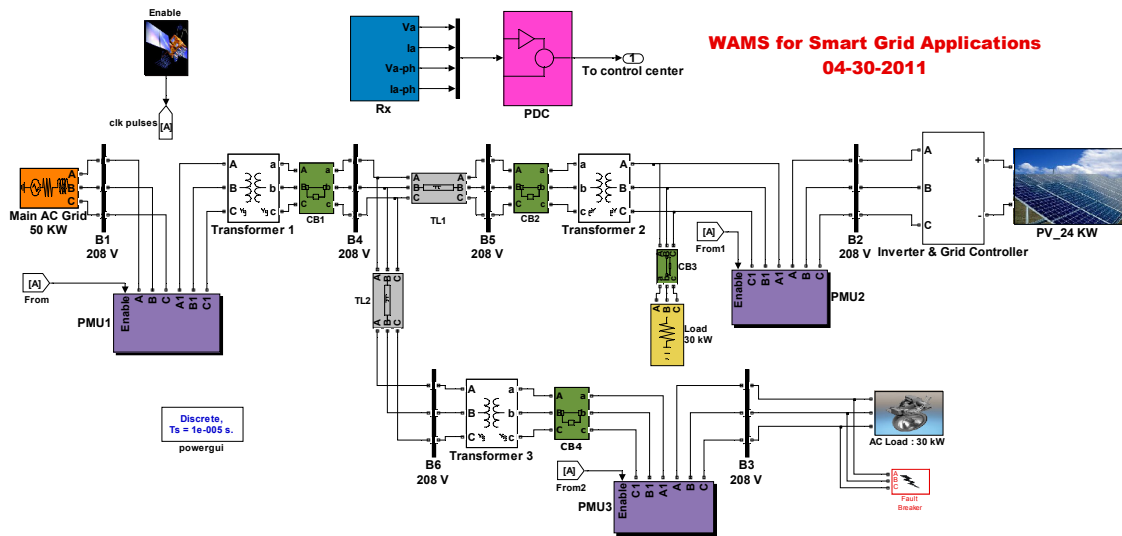 Enable
clk pulses
[A]
Va
Ia
Va-ph
Ia-ph
Rx
PDC
1
To control center
WAMS for Smart Grid Applications
04-30-2011
A
B
C
Main AC Grid
50 KW
B1
208 V
A
B
C
a
b
c
Transformer 1
A
B
C
a
b
c
CB1
B4
208 V
A
B
C
A
B
C
TL1
B5
208 V
A
B
C
a
b
c
CB2
a
b
c
A
B
C
Transformer 2
B2
208 V
A
B
C
+
-
Inverter & Grid Controller
PV_24 KW
[A]
From
Enable
A
B
C
A1
B1
C1
PMU1
A
B
C
A
B
C
TL2
A
B
C
a
b
c
CB3
A
B
C
Load
30 kW
[A]
From1
Enable
C1
B1
A1
A
B
C
PMU2
Discrete,
Ts = 1e-005 s.
powergui
B6
208 V
A
B
C
a
b
c
Transformer 3
A
B
C
a
b
c
CB4
B3
208 V
AC Load : 30 kW
[A]
From2
Enable
C1
B1
A1
A
B
C
PMU3
A
B
C
Fault
Breaker